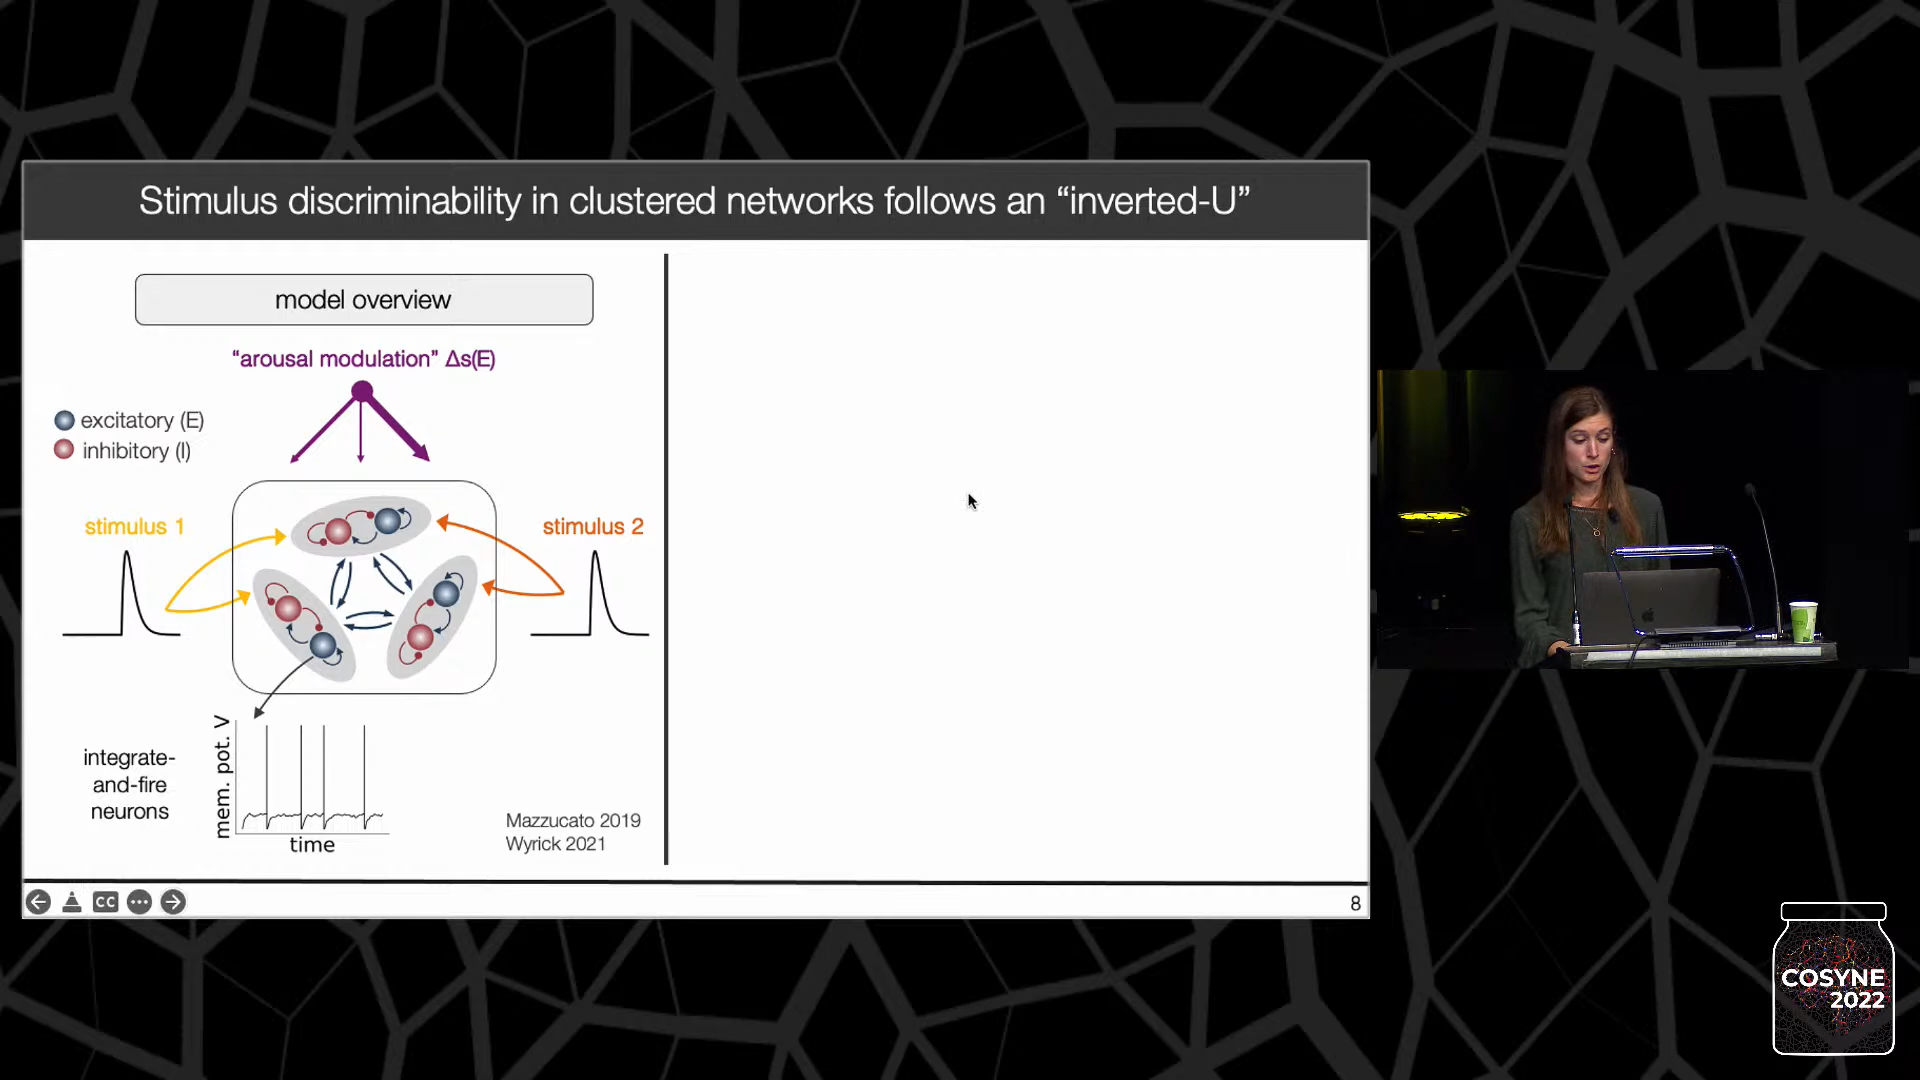 Stimulus discriminability in clustered networks follows an “inverted-U”
model overview
“arousal modulation” Δs(E)
excitatory (E)
inhibitory (I)
stimulus 1
stimulus 2
integrate-
and-fire
neurons
mem. pot. V
time
Mazzucato 2019
Wyrick 2021
CC
8
COSYNE
2022